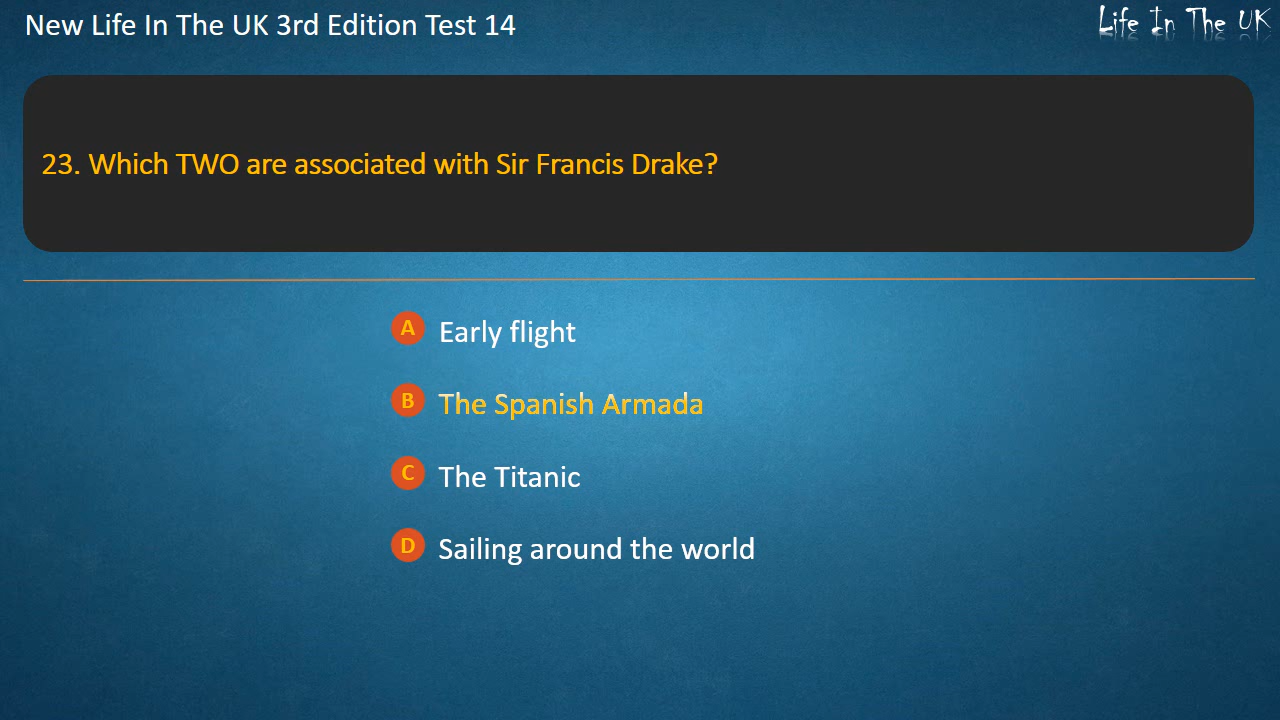 New Life In The UK 3rd Edition Test 14
Life In The UK
23. Which TWO are associated with Sir Francis Drake?
A Early flight
B The Spanish Armada
C The Titanic
D Sailing around the world